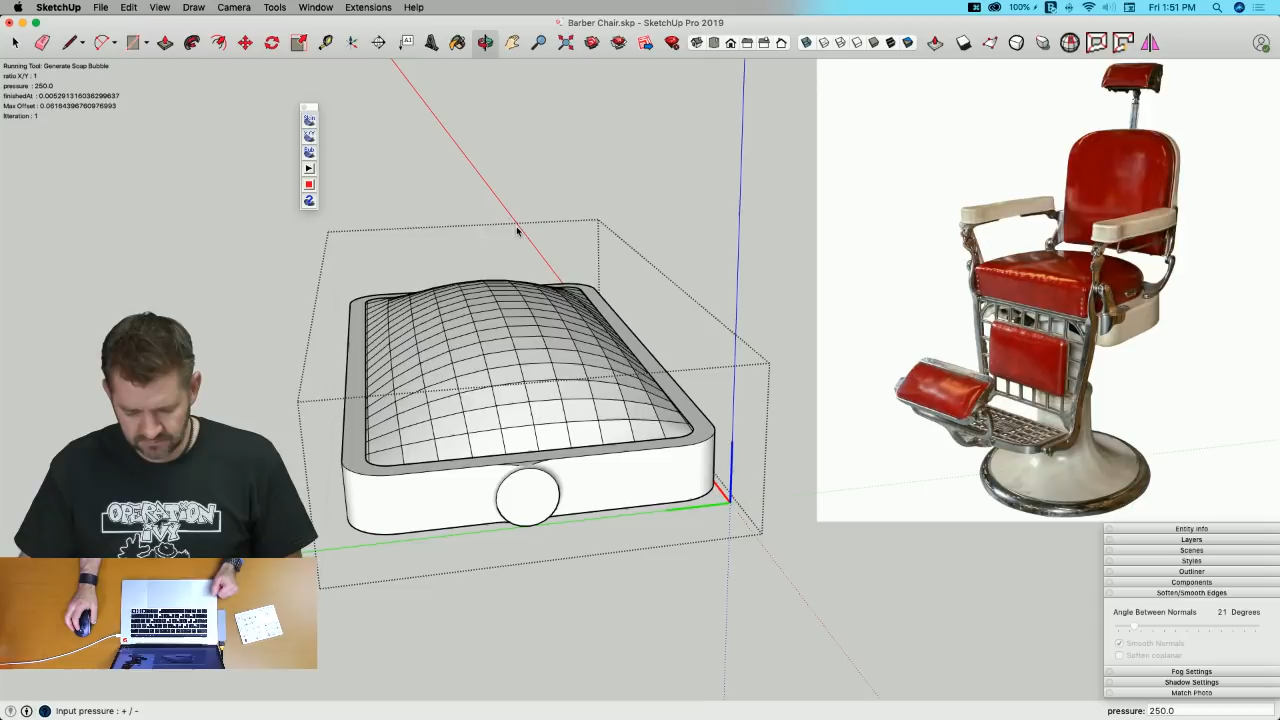 SketchUp File Edit View Draw Camera Tools Window Extensions Help
100% Fri 1:51 PM
Barber Chair.skp - SketchUp Pro 2019
Running Tool: Generate Soap Bubble
ratio X/Y : 1
pressure : 250.0
finishedAt : 0.005291316036299637
Max Offset : 0.06164396760976993
Iteration : 1
Skin
X/Y
Bub
OPERATION
IVY
Entity Info
Layers
Scenes
Styles
Outliner
Components
Soften/Smooth Edges
Angle Between Normals 21 Degrees
Smooth Normals
Soften coplanar
Fog Settings
Shadow Settings
Match Photo
Input pressure : + / -
pressure: 250.0